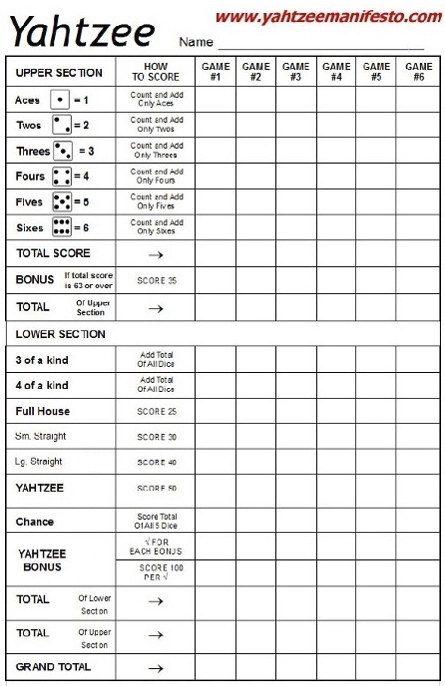 www.yahtzeemanifesto.com
Yahtzee
Name
UPPER SECTION HOW TO SCORE GAME #1 GAME #2 GAME #3 GAME #4 GAME #5 GAME #6
Aces = 1 Count and Add Only Aces
Twos = 2 Count and Add Only Twos
Threes = 3 Count and Add Only Threes
Fours = 4 Count and Add Only Fours
Fives = 5 Count and Add Only Fives
Sixes = 6 Count and Add Only Sixes
TOTAL SCORE →
BONUS If total score is 63 or over SCORE 35
TOTAL Of Upper Section →
LOWER SECTION
3 of a kind Add Total Of All Dice
4 of a kind Add Total Of All Dice
Full House SCORE 25
Sm. Straight SCORE 30
Lg. Straight SCORE 40
YAHTZEE SCORE 50
Chance Score Total Of All 5 Dice
YAHTZEE BONUS √ FOR EACH BONUS
SCORE 100 PER √
TOTAL Of Lower Section →
TOTAL Of Upper Section →
GRAND TOTAL →